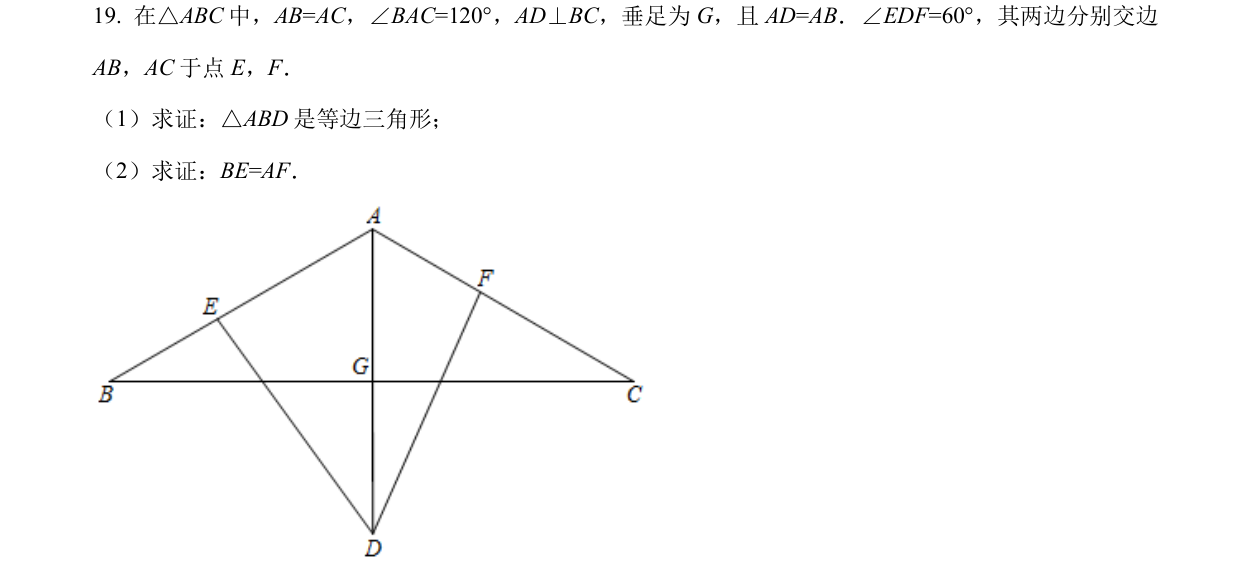 19. 在△ABC中，AB=AC，∠BAC=120°，AD⊥BC，垂足为G，且AD=AB．∠EDF=60°，其两边分别交边
AB，AC于点E，F．
（1）求证：△ABD是等边三角形；
（2）求证：BE=AF．
A
F
E
G
B
C
D